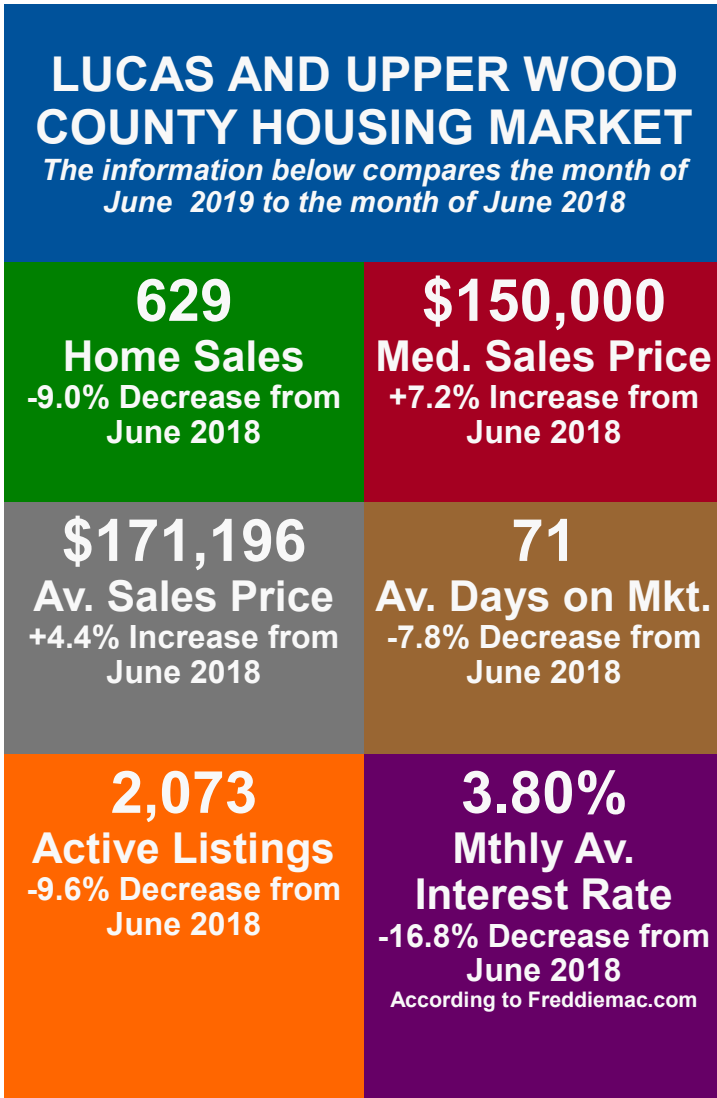 LUCAS AND UPPER WOOD
COUNTY HOUSING MARKET
The information below compares the month of
June 2019 to the month of June 2018
629
Home Sales
-9.0% Decrease from
June 2018
$150,000
Med. Sales Price
+7.2% Increase from
June 2018
$171,196
Av. Sales Price
+4.4% Increase from
June 2018
71
Av. Days on Mkt.
-7.8% Decrease from
June 2018
2,073
Active Listings
-9.6% Decrease from
June 2018
3.80%
Mthly Av.
Interest Rate
-16.8% Decrease from
June 2018
According to Freddiemac.com